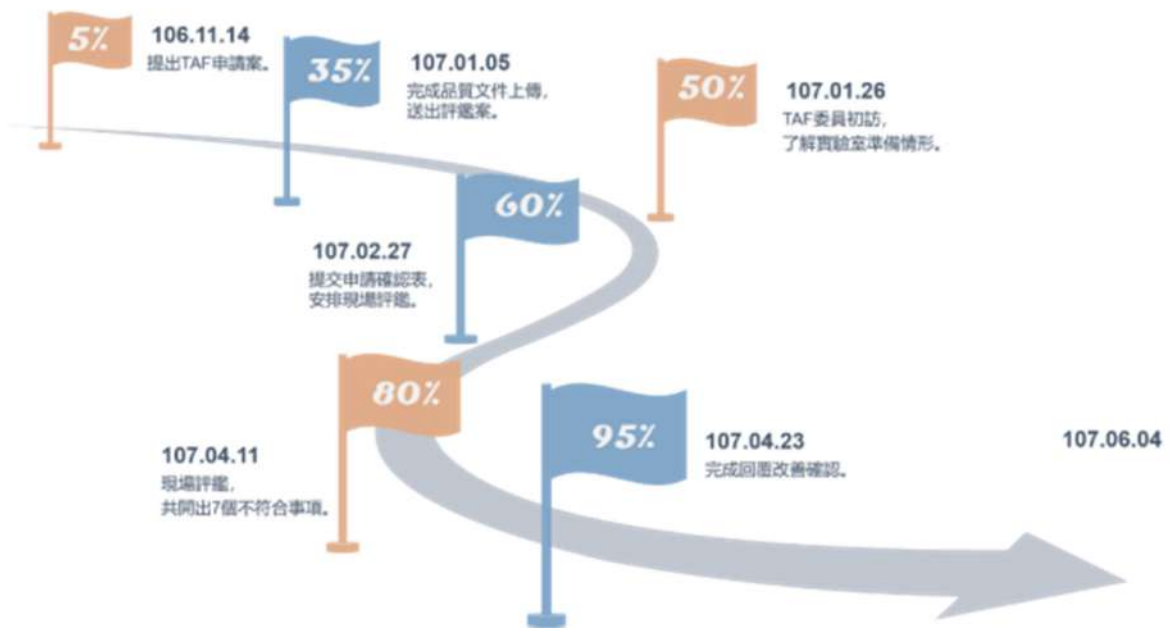 5%
106.11.14
提出TAF申請案。
35%
107.01.05
完成品質文件上傳，
送出評鑑案。
50%
107.01.26
TAF委員初訪，
了解實驗室準備情形。
60%
107.02.27
提交申請確認表，
安排現場評鑑。
80%
107.04.11
現場評鑑，
共開出7個不符合事項。
95%
107.04.23
完成回覆改善確認。
107.06.04